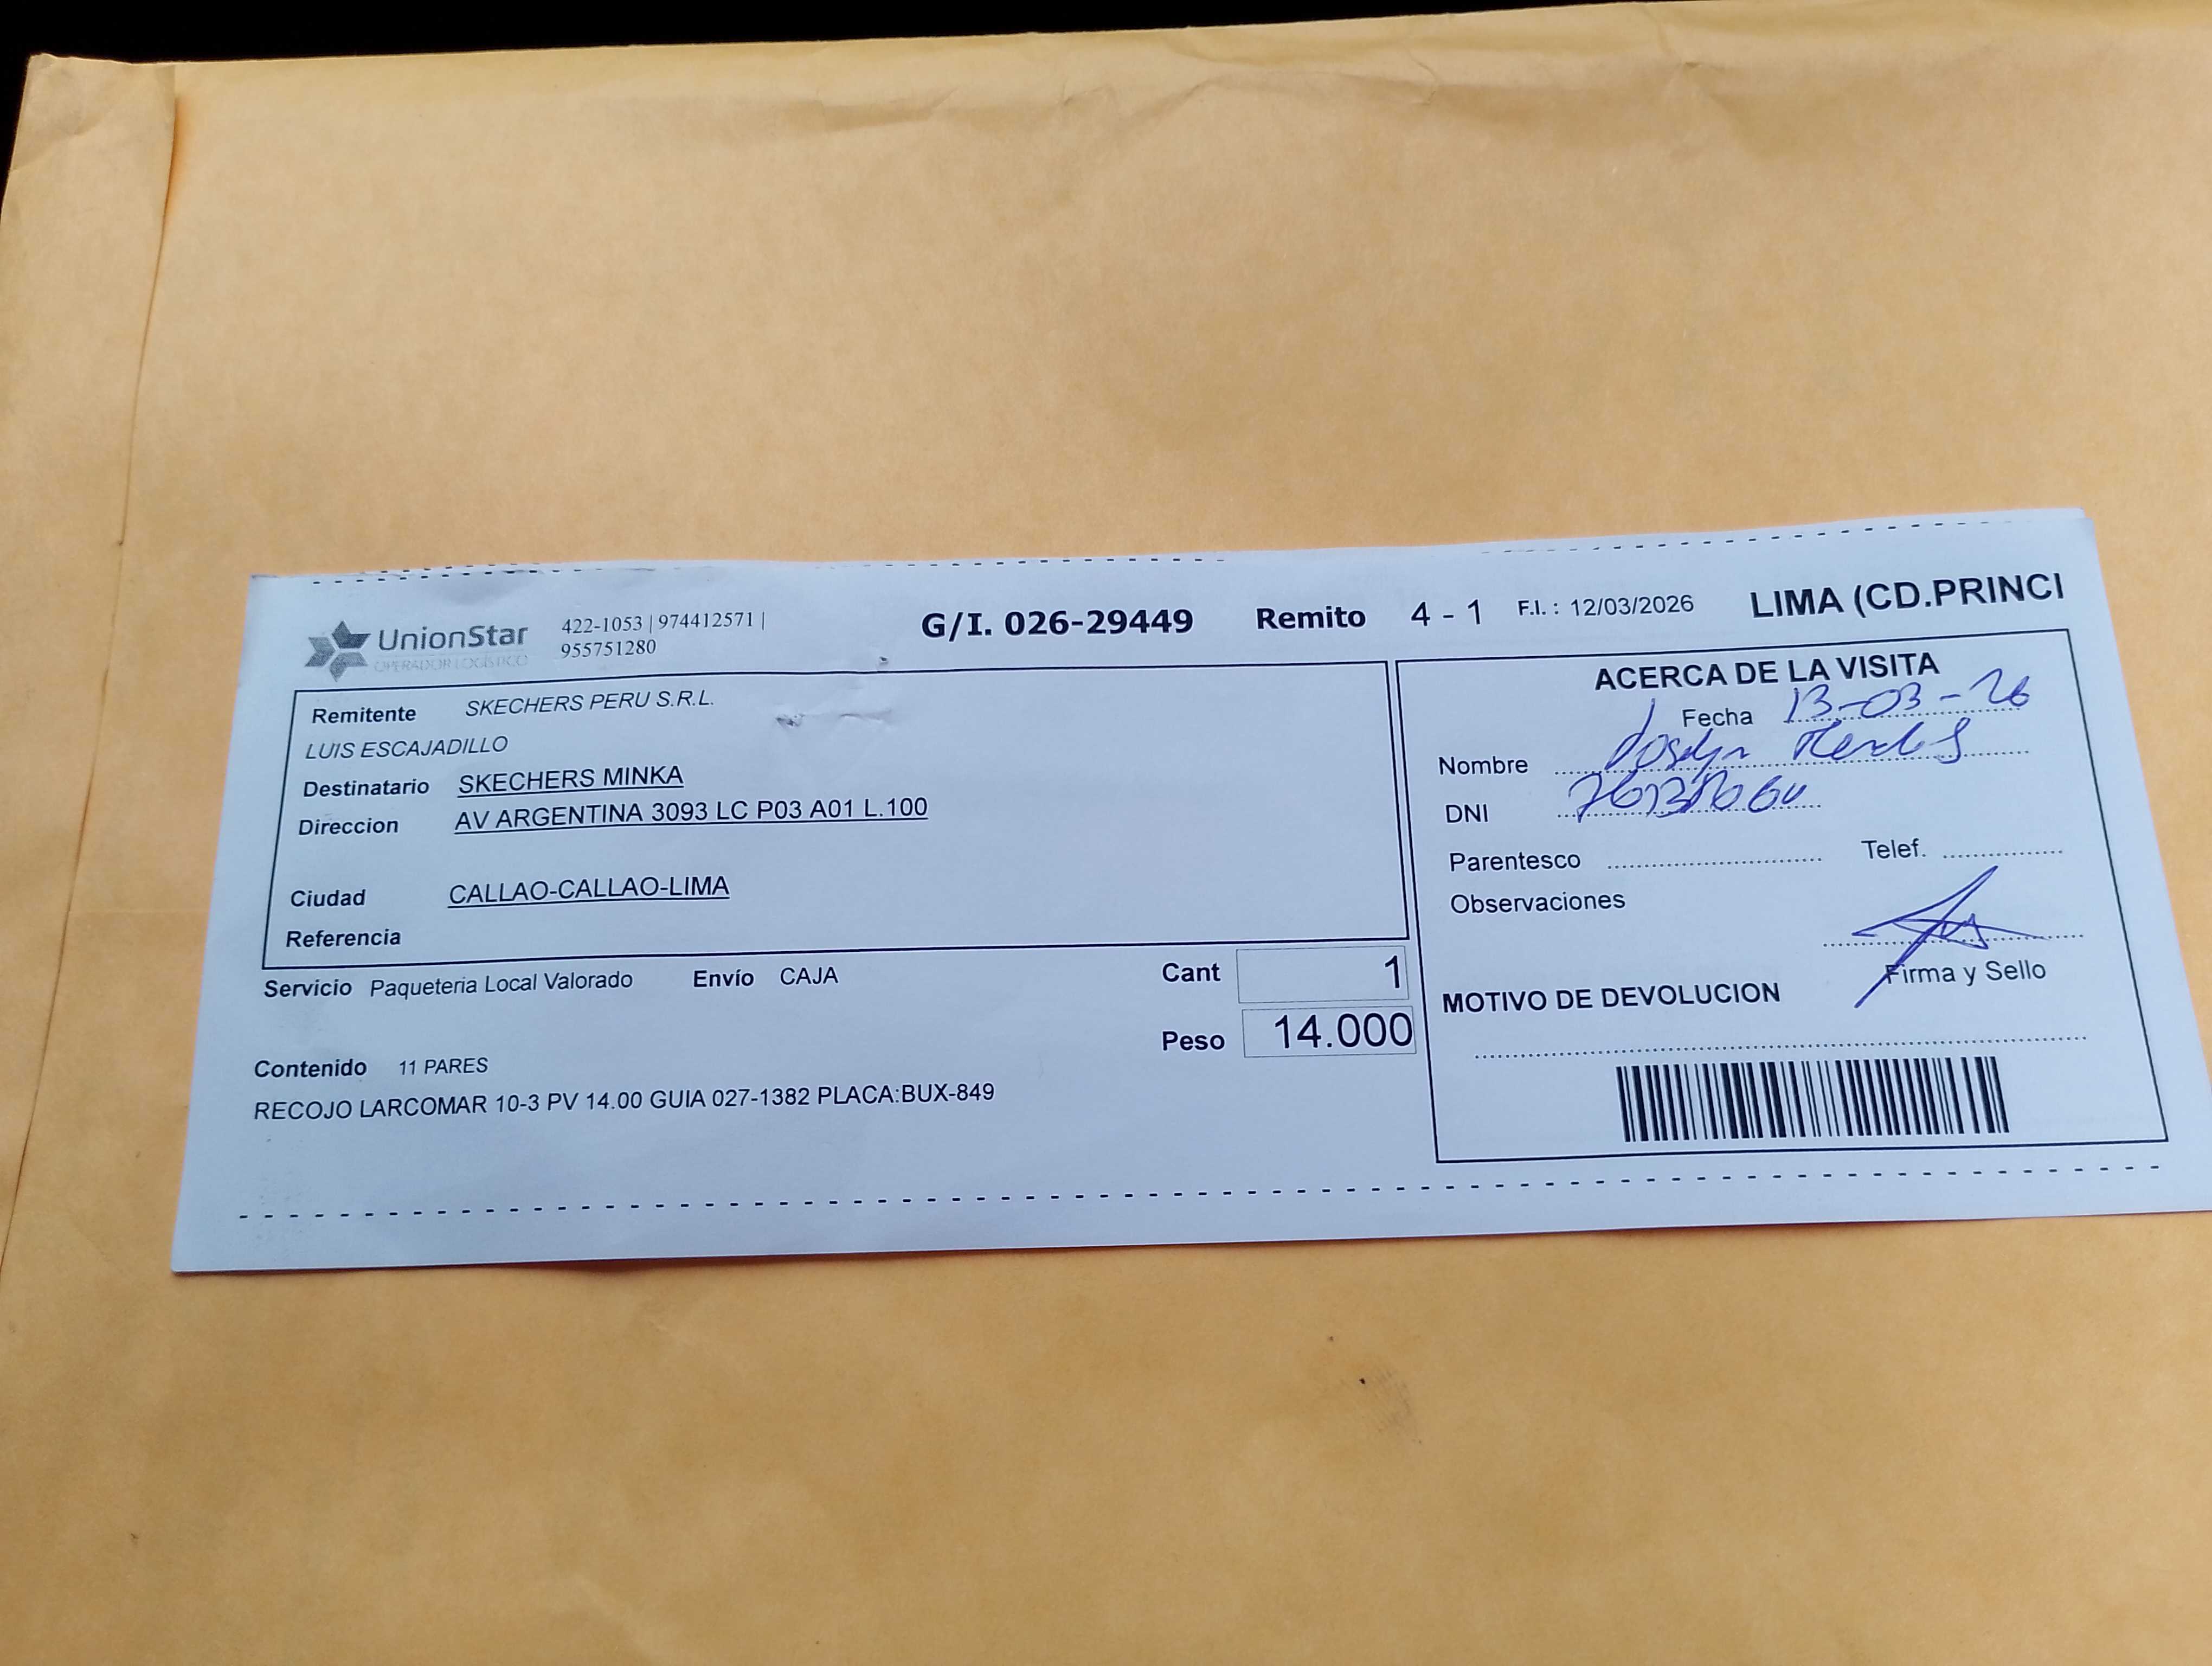 UnionStar
OPERADOR LOGÍSTICO
422-1053 | 974412571 |
955751280
G/I. 026-29449 Remito 4 - 1 F.I. : 12/03/2026 LIMA (CD.PRINCI
Remitente SKECHERS PERU S.R.L.
LUIS ESCAJADILLO
Destinatario SKECHERS MINKA
Direccion AV ARGENTINA 3093 LC P03 A01 L.100
Ciudad CALLAO-CALLAO-LIMA
Referencia
Servicio Paqueteria Local Valorado Envío CAJA
Cant 1
Peso 14.000
Contenido 11 PARES
RECOJO LARCOMAR 10-3 PV 14.00 GUIA 027-1382 PLACA:BUX-849
ACERCA DE LA VISITA
Fecha 13-03-26
Nombre
DNI
Parentesco Telef.
Observaciones
Firma y Sello
MOTIVO DE DEVOLUCION